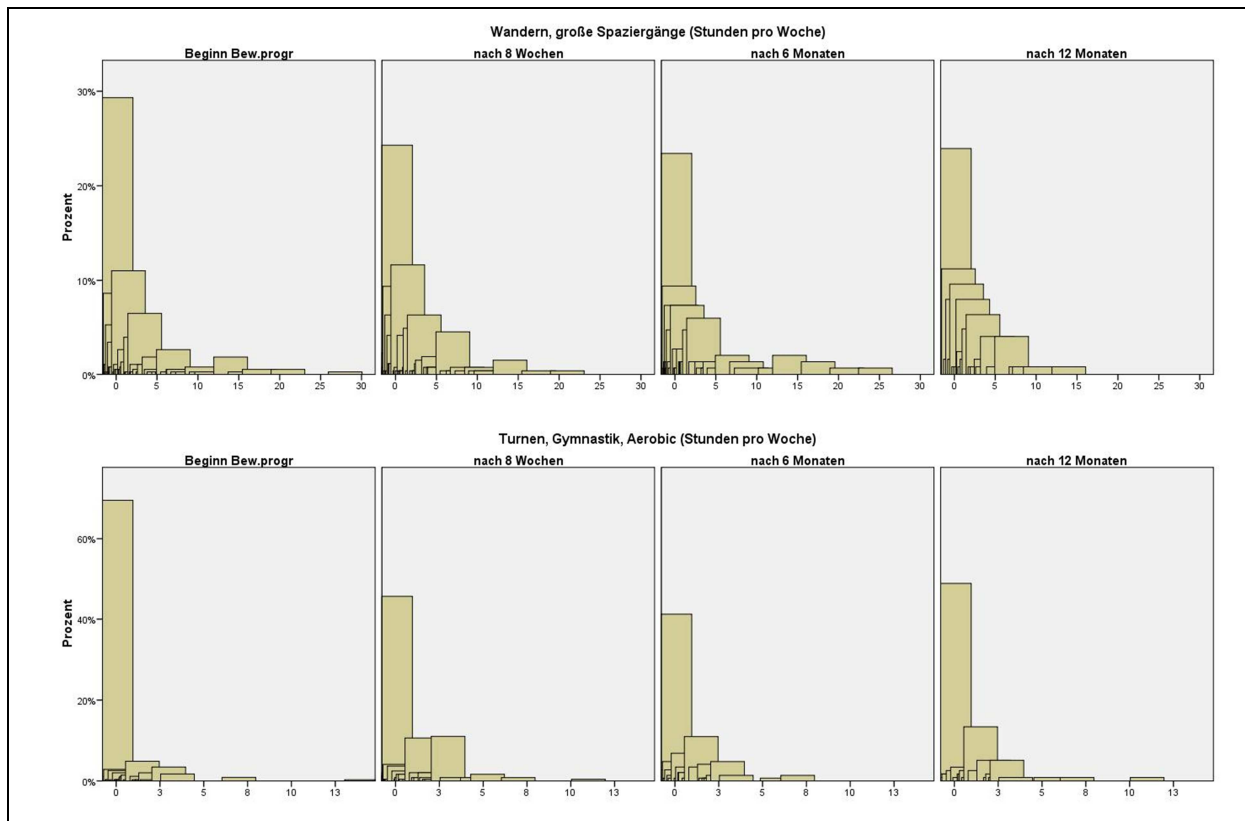 Wandern, große Spaziergänge (Stunden pro Woche)
Beginn Bew.progr nach 8 Wochen nach 6 Monaten nach 12 Monaten
30%
20%
10%
0%
Prozent
0 5 10 15 20 25 30 0 5 10 15 20 25 30 0 5 10 15 20 25 30 0 5 10 15 20 25 30
Turnen, Gymnastik, Aerobic (Stunden pro Woche)
Beginn Bew.progr nach 8 Wochen nach 6 Monaten nach 12 Monaten
60%
40%
20%
0%
Prozent
0 3 5 8 10 13 0 3 5 8 10 13 0 3 5 8 10 13 0 3 5 8 10 13